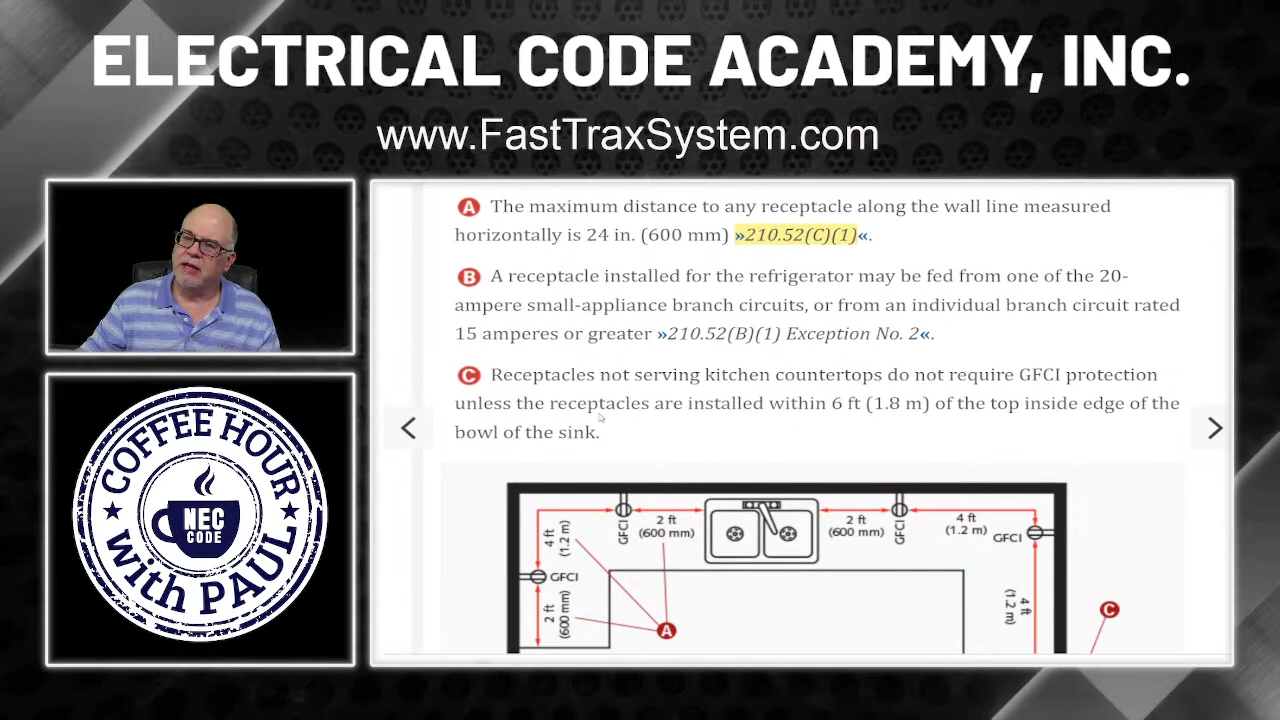 ELECTRICAL CODE ACADEMY, INC.
www.FastTraxSystem.com
A The maximum distance to any receptacle along the wall line measured
horizontally is 24 in. (600 mm) »210.52(C)(1)«.
B A receptacle installed for the refrigerator may be fed from one of the 20-
ampere small-appliance branch circuits, or from an individual branch circuit rated
15 amperes or greater »210.52(B)(1) Exception No. 2«.
C Receptacles not serving kitchen countertops do not require GFCI protection
unless the receptacles are installed within 6 ft (1.8 m) of the top inside edge of the
bowl of the sink.
COFFEE HOUR
NEC
CODE
with PAUL
4 ft
(1.2 m)
GFCI
2 ft
(600 mm)
2 ft
(600 mm)
GFCI
4 ft
(1.2 m)
GFCI
GFCI
2 ft
(600 mm)
A
4 ft
(1.2 m)
C